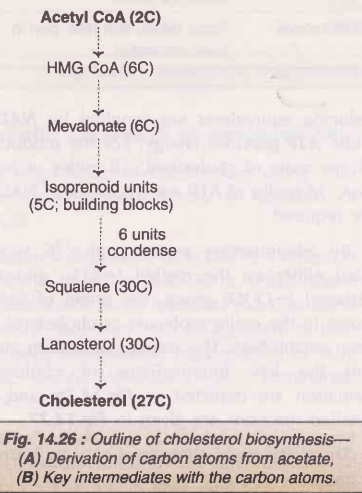 Acetyl CoA (2C)
HMG CoA (6C)
Mevalonate (6C)
Isoprenoid units
(5C; building blocks)
6 units
condense
Squalene (30C)
Lanosterol (30C)
Cholesterol (27C)
Fig. 14.26 : Outline of cholesterol biosynthesis—
(A) Derivation of carbon atoms from acetate,
(B) Key intermediates with the carbon atoms.